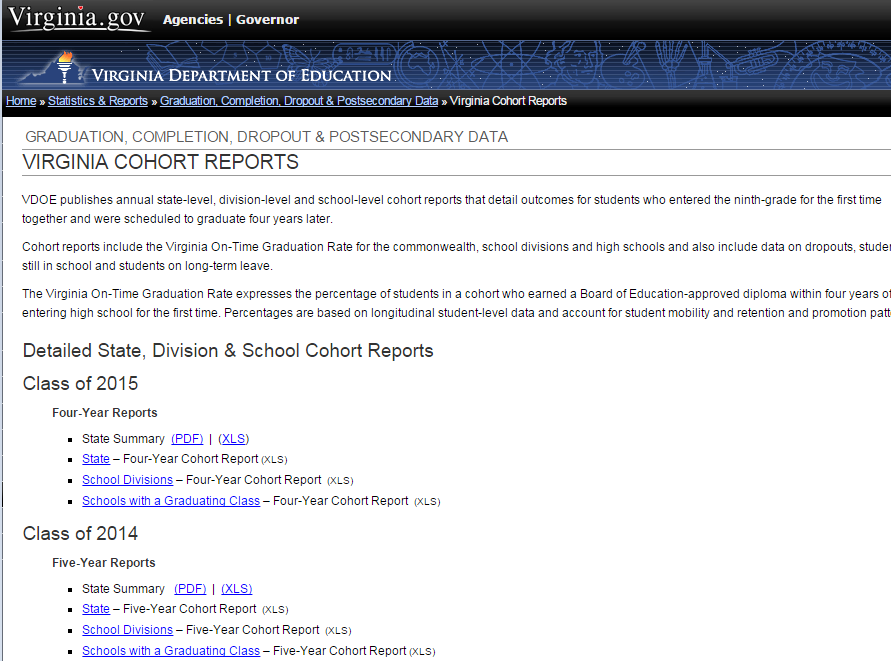 Virginia.gov Agencies | Governor
VIRGINIA DEPARTMENT OF EDUCATION
Home » Statistics & Reports » Graduation, Completion, Dropout & Postsecondary Data » Virginia Cohort Reports
GRADUATION, COMPLETION, DROPOUT & POSTSECONDARY DATA
VIRGINIA COHORT REPORTS
VDOE publishes annual state-level, division-level and school-level cohort reports that detail outcomes for students who entered the ninth-grade for the first time
together and were scheduled to graduate four years later.
Cohort reports include the Virginia On-Time Graduation Rate for the commonwealth, school divisions and high schools and also include data on dropouts,
still in school and students on long-term leave.
The Virginia On-Time Graduation Rate expresses the percentage of students in a cohort who earned a Board of Education-approved diploma within four years of
entering high school for the first time. Percentages are based on longitudinal student-level data and account for student mobility and retention and promotion
Detailed State, Division & School Cohort Reports
Class of 2015
Four-Year Reports
State Summary (PDF) | (XLS)
State – Four-Year Cohort Report (XLS)
School Divisions – Four-Year Cohort Report (XLS)
Schools with a Graduating Class – Four-Year Cohort Report (XLS)
Class of 2014
Five-Year Reports
State Summary (PDF) | (XLS)
State – Five-Year Cohort Report (XLS)
School Divisions – Five-Year Cohort Report (XLS)
Schools with a Graduating Class – Five-Year Cohort Report (XLS)